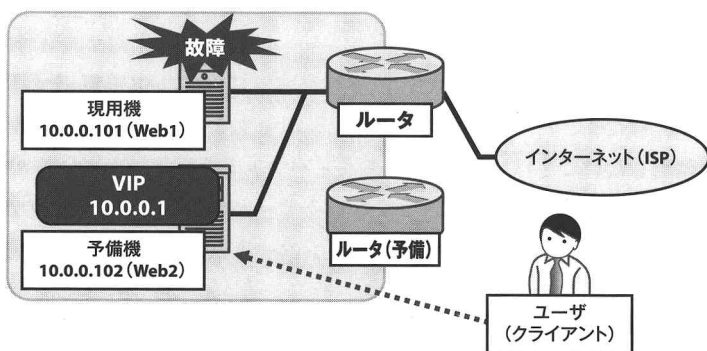 故障
現用機
10.0.0.101(Web1)
VIP
10.0.0.1
予備機
10.0.0.102(Web2)
ルータ
ルータ(予備)
インターネット(ISP)
ユーザ
(クライアント)